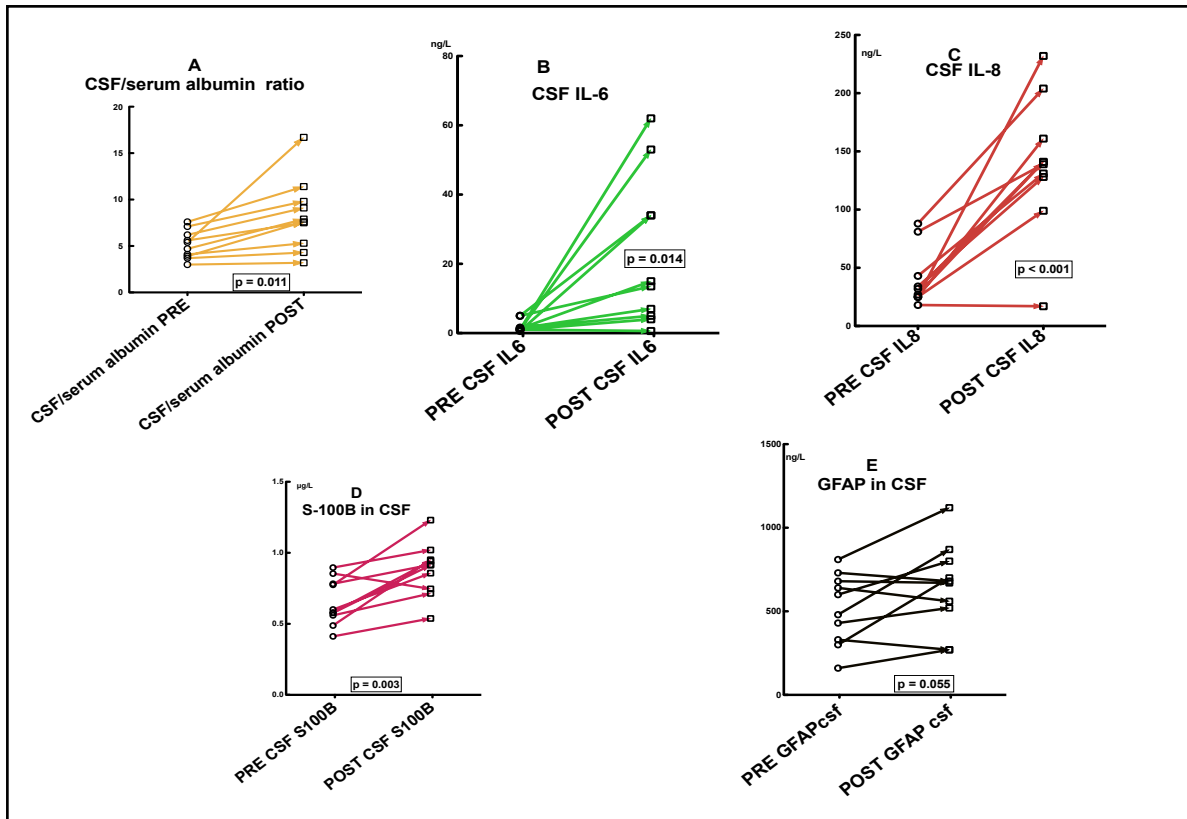 A
CSF/serum albumin ratio
20
15
10
5
0
p = 0.011
CSF/serum albumin PRE
CSF/serum albumin POST
ng/L
B
CSF IL-6
80
60
40
20
0
p = 0.014
PRE CSF IL6
POST CSF IL6
ng/L
C
CSF IL-8
250
200
150
100
50
0
p < 0.001
PRE CSF IL8
POST CSF IL8
µg/L
D
S-100B in CSF
1.5
1.0
0.5
0.0
p = 0.003
PRE CSF S100B
POST CSF S100B
ng/L
E
GFAP in CSF
1500
1000
500
0
p = 0.055
PRE GFAPcsf
POST GFAP csf